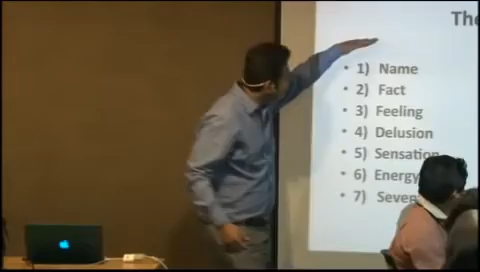 The
• 1) Name
• 2) Fact
• 3) Feeling
• 4) Delusion
• 5) Sensation
• 6) Energy
• 7) Seven